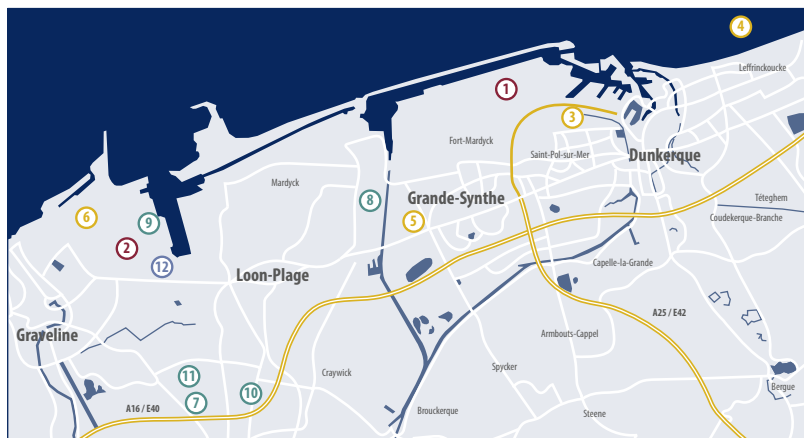 4
Leffrinckoucke
1
3
Fort-Mardyck
Saint-Pol-sur-Mer
Dunkerque
Mardyck
8
Grande-Synthe
Téteghem
6
9
5
Coudekerque-Branche
2
12
Loon-Plage
Capelle-la-Grande
A25 / E42
Graveline
Armbouts-Cappel
11
Craywick
Spycker
Bergue
10
7
A16 / E40
Brouckerque
Steene